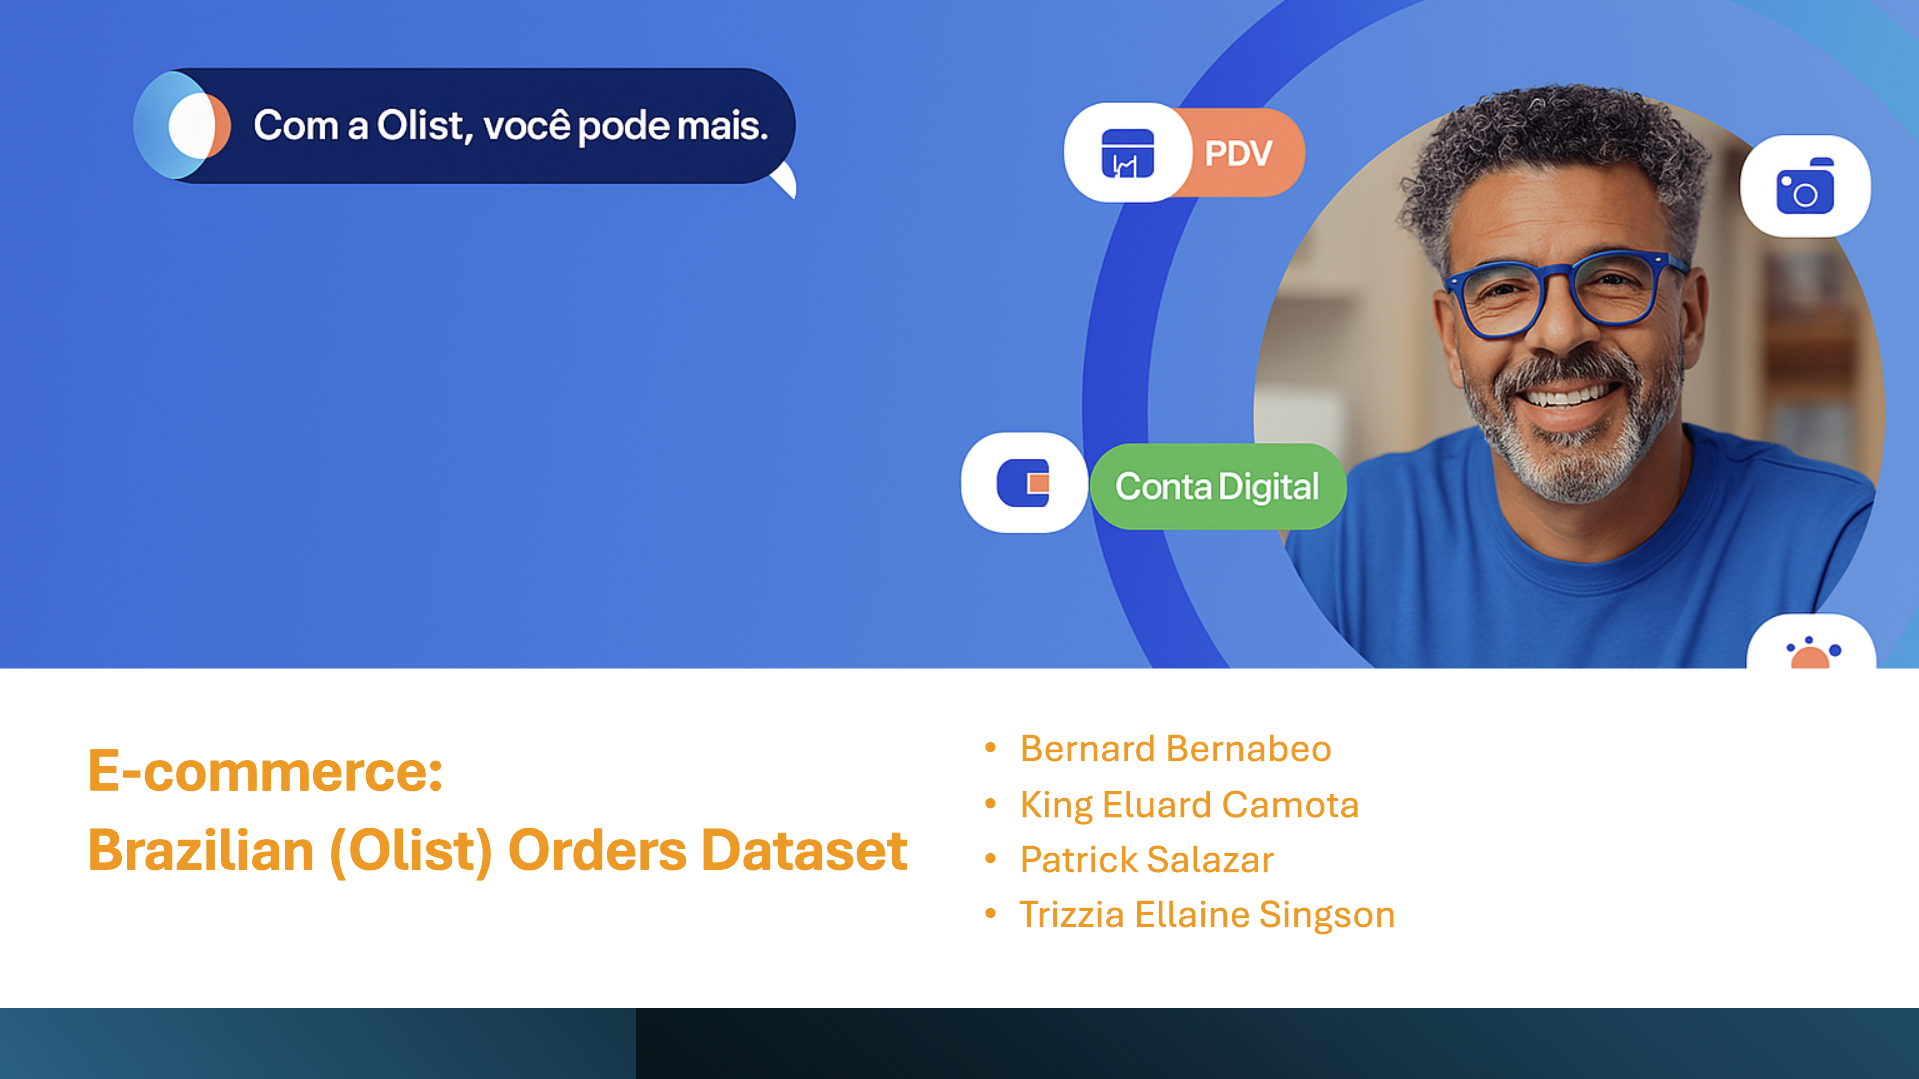 Com a Olist, você pode mais.
PDV
Conta Digital
E-commerce:
Brazilian (Olist) Orders Dataset
• Bernard Bernabeo
• King Eluard Camota
• Patrick Salazar
• Trizzia Ellaine Singson